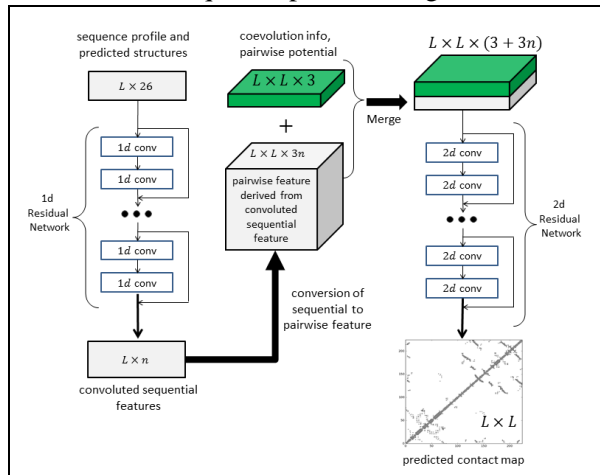 sequence profile and
predicted structures
L × 26
1d conv
1d conv
1d conv
1d conv
1d
Residual
Network
L × n
convoluted sequential
features
coevolution info,
pairwise potential
L × L × 3
+
L × L × 3n
pairwise feature
derived from
convoluted
sequential
feature
conversion of
sequential to
pairwise feature
Merge
L × L × (3 + 3n)
2d conv
2d conv
2d conv
2d conv
2d
Residual
Network
L × L
predicted contact map